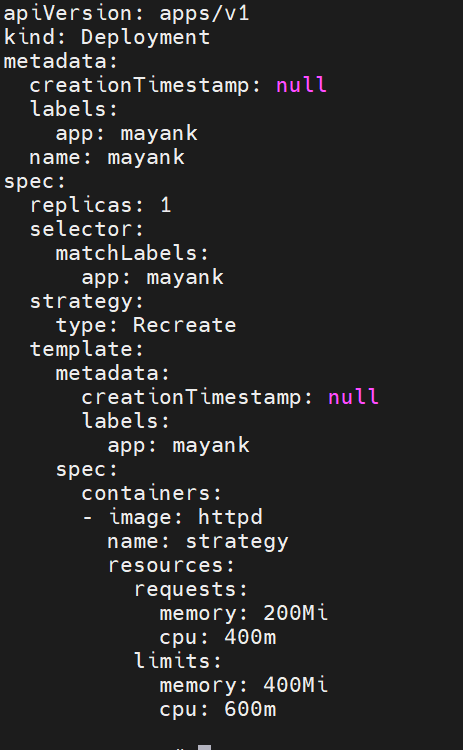 apiVersion: apps/v1
kind: Deployment
metadata:
  creationTimestamp: null
  labels:
    app: mayank
  name: mayank
spec:
  replicas: 1
  selector:
    matchLabels:
      app: mayank
  strategy:
    type: Recreate
  template:
    metadata:
      creationTimestamp: null
      labels:
        app: mayank
    spec:
      containers:
      - image: httpd
        name: strategy
        resources:
          requests:
            memory: 200Mi
            cpu: 400m
          limits:
            memory: 400Mi
            cpu: 600m